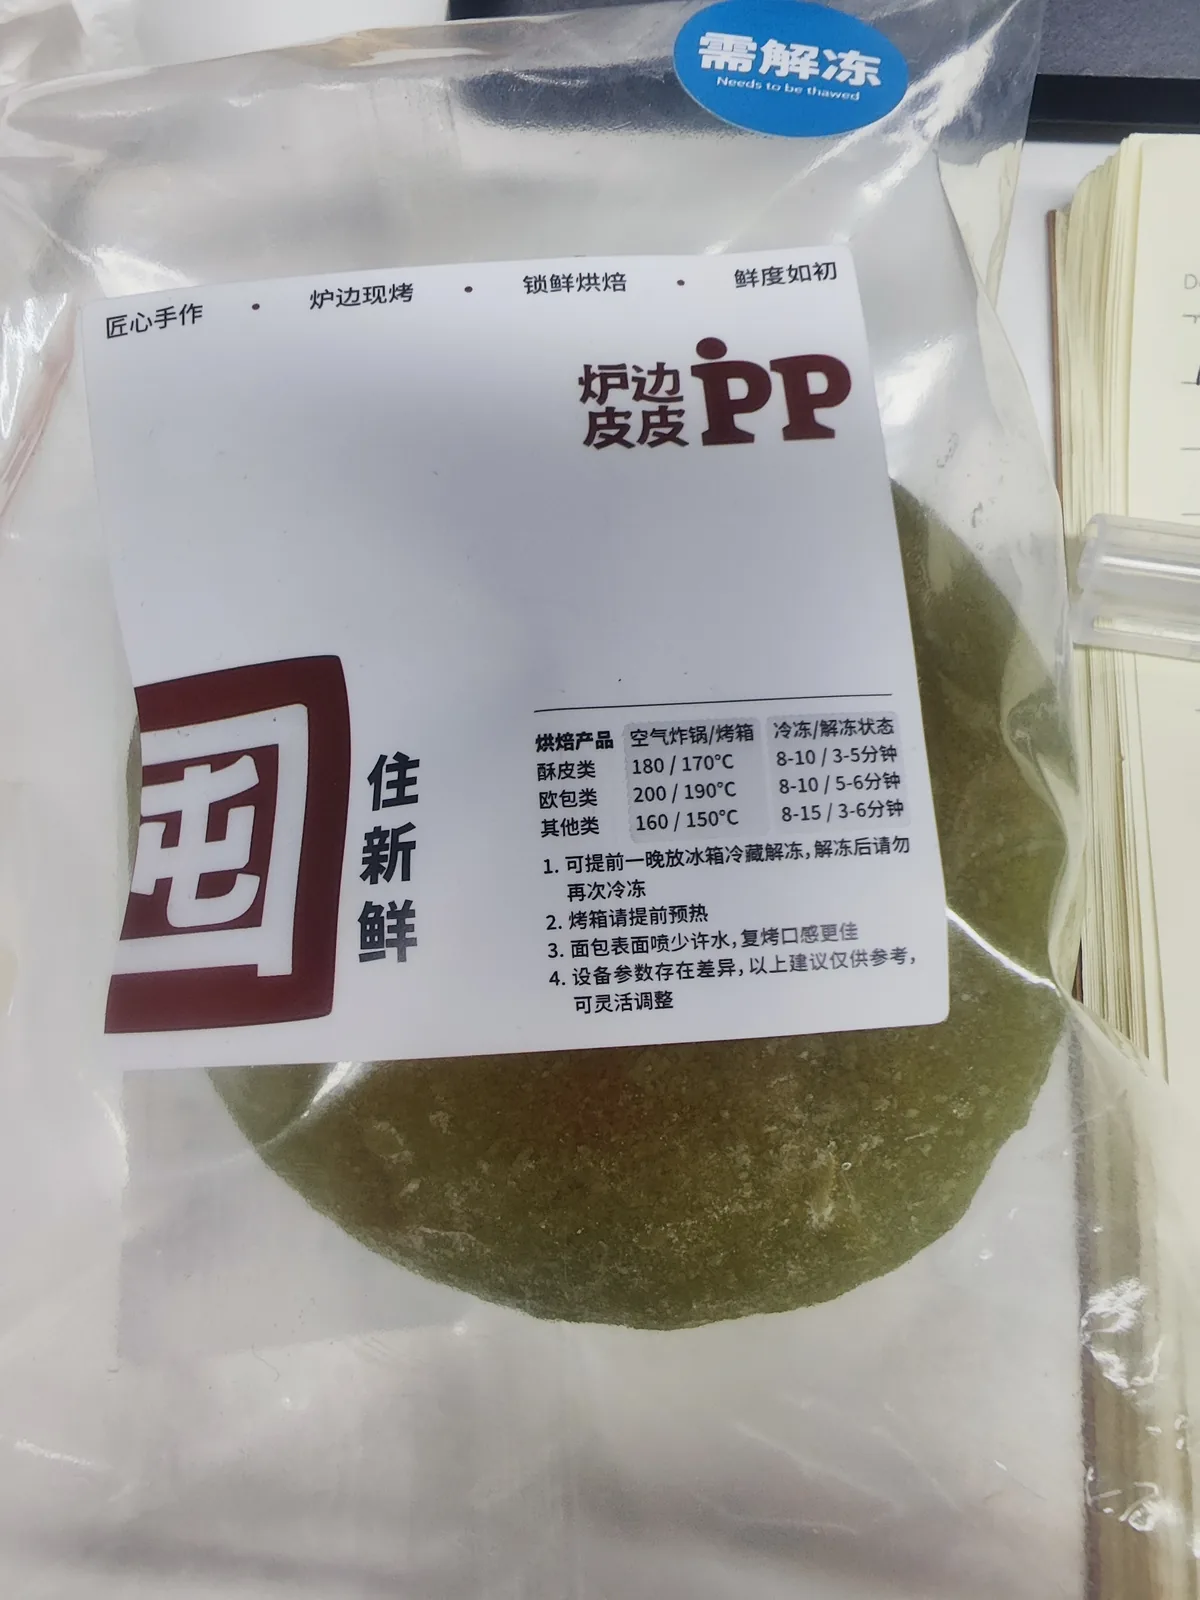 需解冻
Needs to be thawed
匠心手作 · 炉边现烤 · 锁鲜烘焙 · 鲜度如初
炉边
皮皮
PP
囤
住新鲜
烘焙产品 空气炸锅/烤箱 冷冻/解冻状态
酥皮类 180 / 170°C 8-10 / 3-5分钟
欧包类 200 / 190°C 8-10 / 5-6分钟
其他类 160 / 150°C 8-15 / 3-6分钟
1. 可提前一晚放冰箱冷藏解冻,解冻后请勿
再次冷冻
2. 烤箱请提前预热
3. 面包表面喷少许水,复烤口感更佳
4. 设备参数存在差异,以上建议仅供参考,
可灵活调整